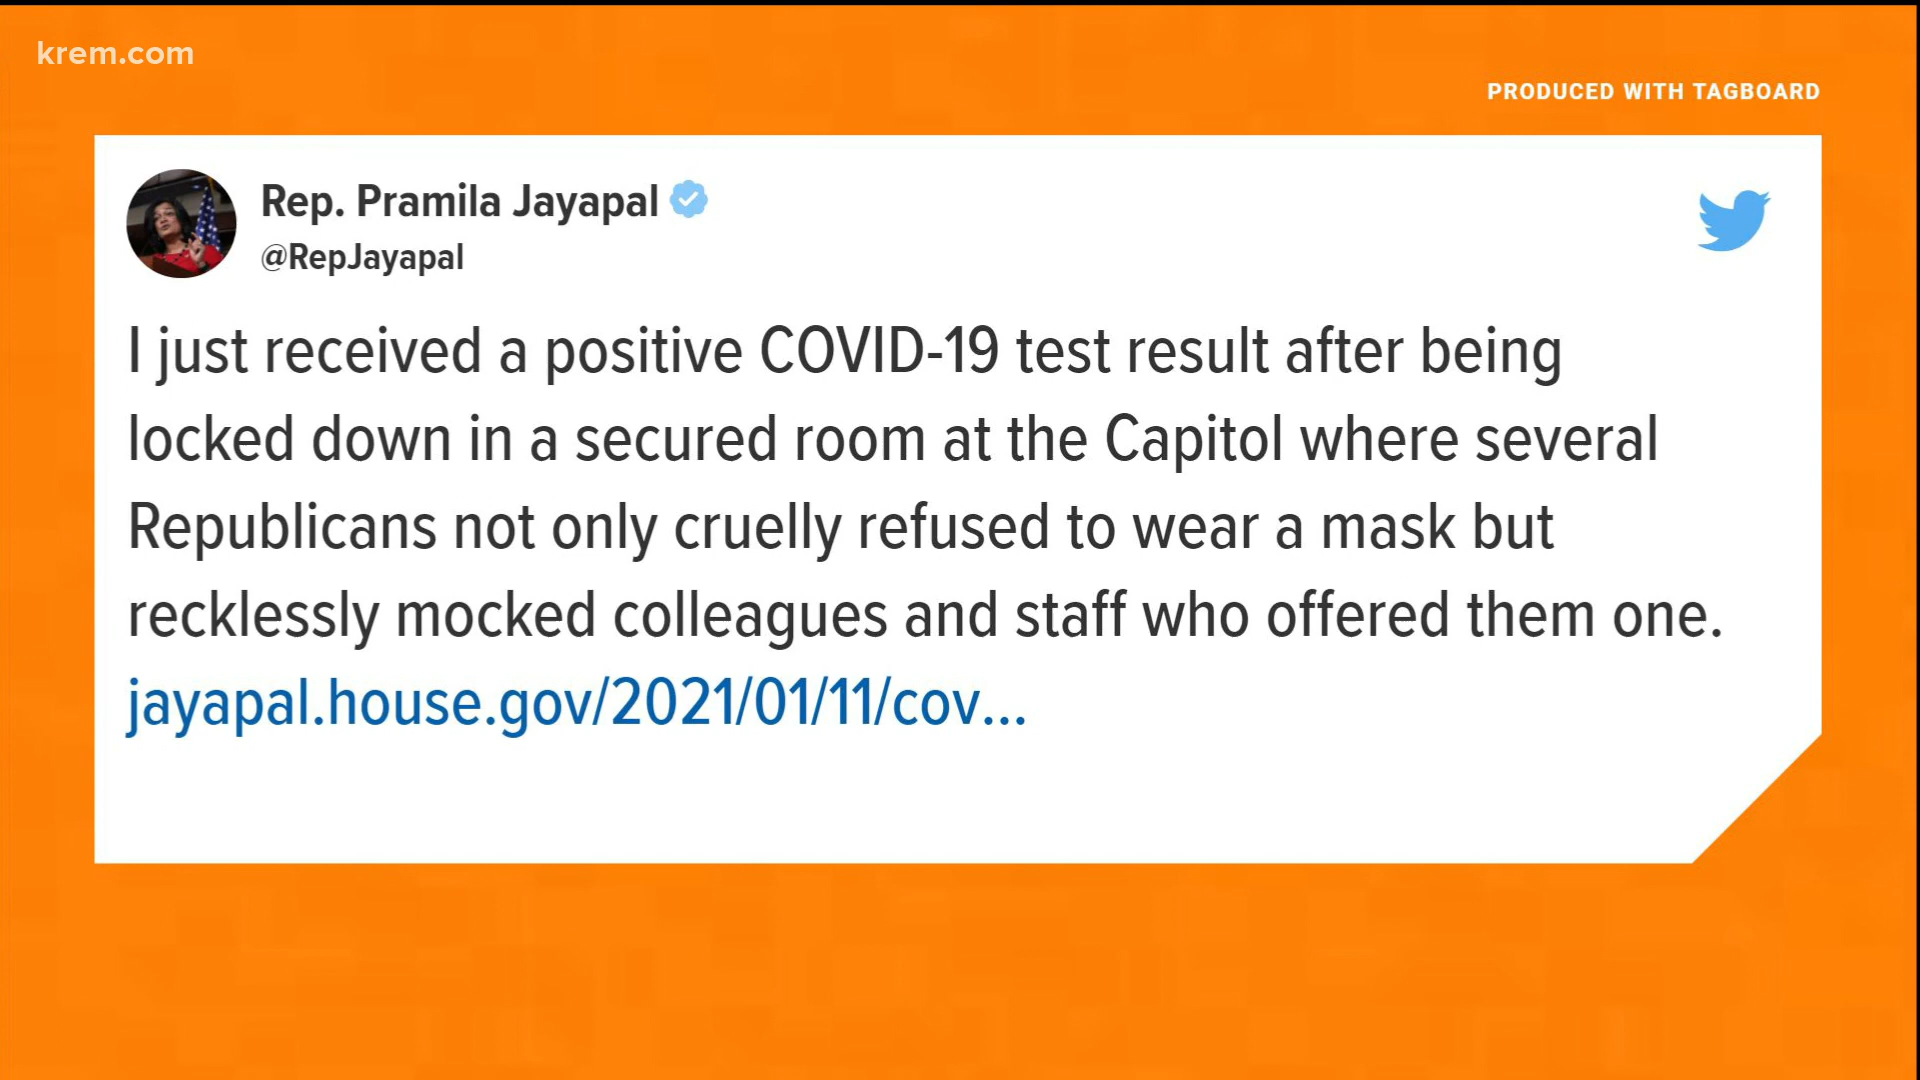 krem.com
PRODUCED WITH TAGBOARD
Rep. Pramila Jayapal
@RepJayapal
I just received a positive COVID-19 test result after being
locked down in a secured room at the Capitol where several
Republicans not only cruelly refused to wear a mask but
recklessly mocked colleagues and staff who offered them one.
jayapal.house.gov/2021/01/11/cov...